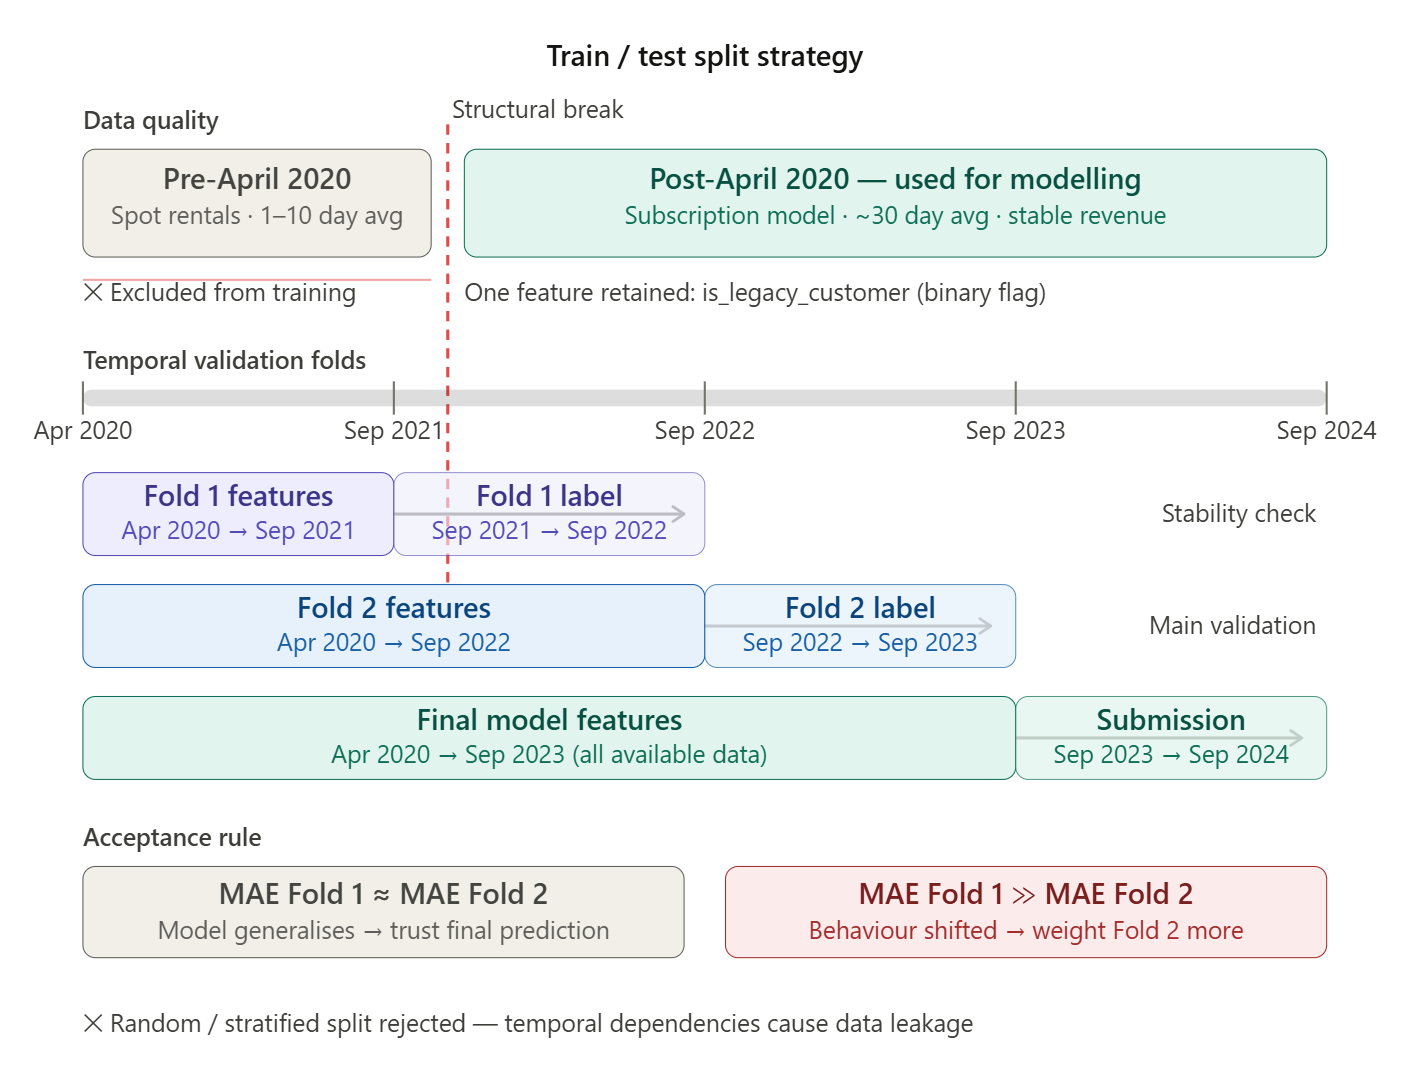 Train / test split strategy
Structural break
Data quality
Pre-April 2020
Spot rentals · 1–10 day avg
Post-April 2020 — used for modelling
Subscription model · ~30 day avg · stable revenue
✕ Excluded from training
One feature retained: is_legacy_customer (binary flag)
Temporal validation folds
Apr 2020
Sep 2021
Sep 2022
Sep 2023
Sep 2024
Fold 1 features
Apr 2020 → Sep 2021
Fold 1 label
Sep 2021 → Sep 2022
Stability check
Fold 2 features
Apr 2020 → Sep 2022
Fold 2 label
Sep 2022 → Sep 2023
Main validation
Final model features
Apr 2020 → Sep 2023 (all available data)
Submission
Sep 2023 → Sep 2024
Acceptance rule
MAE Fold 1 ≈ MAE Fold 2
Model generalises → trust final prediction
MAE Fold 1 ≫ MAE Fold 2
Behaviour shifted → weight Fold 2 more
✕ Random / stratified split rejected — temporal dependencies cause data leakage